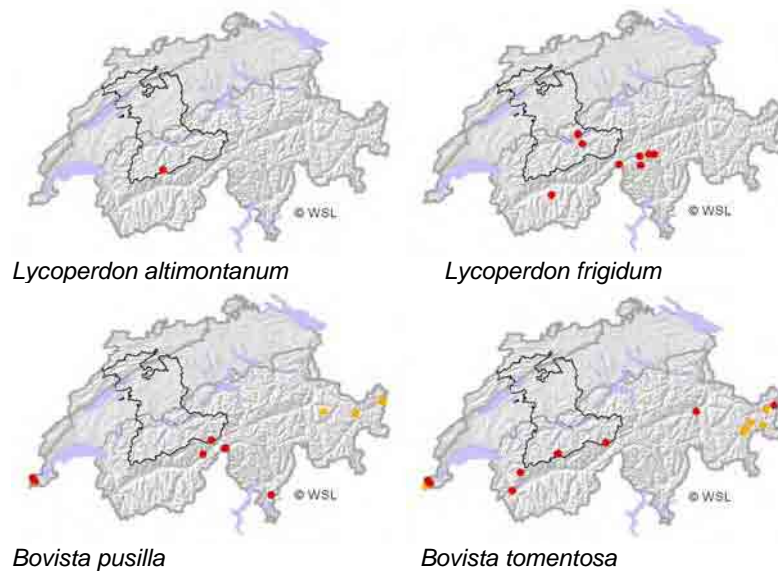 © WSL
© WSL
Lycoperdon altimontanum
Lycoperdon frigidum
© WSL
© WSL
Bovista pusilla
Bovista tomentosa